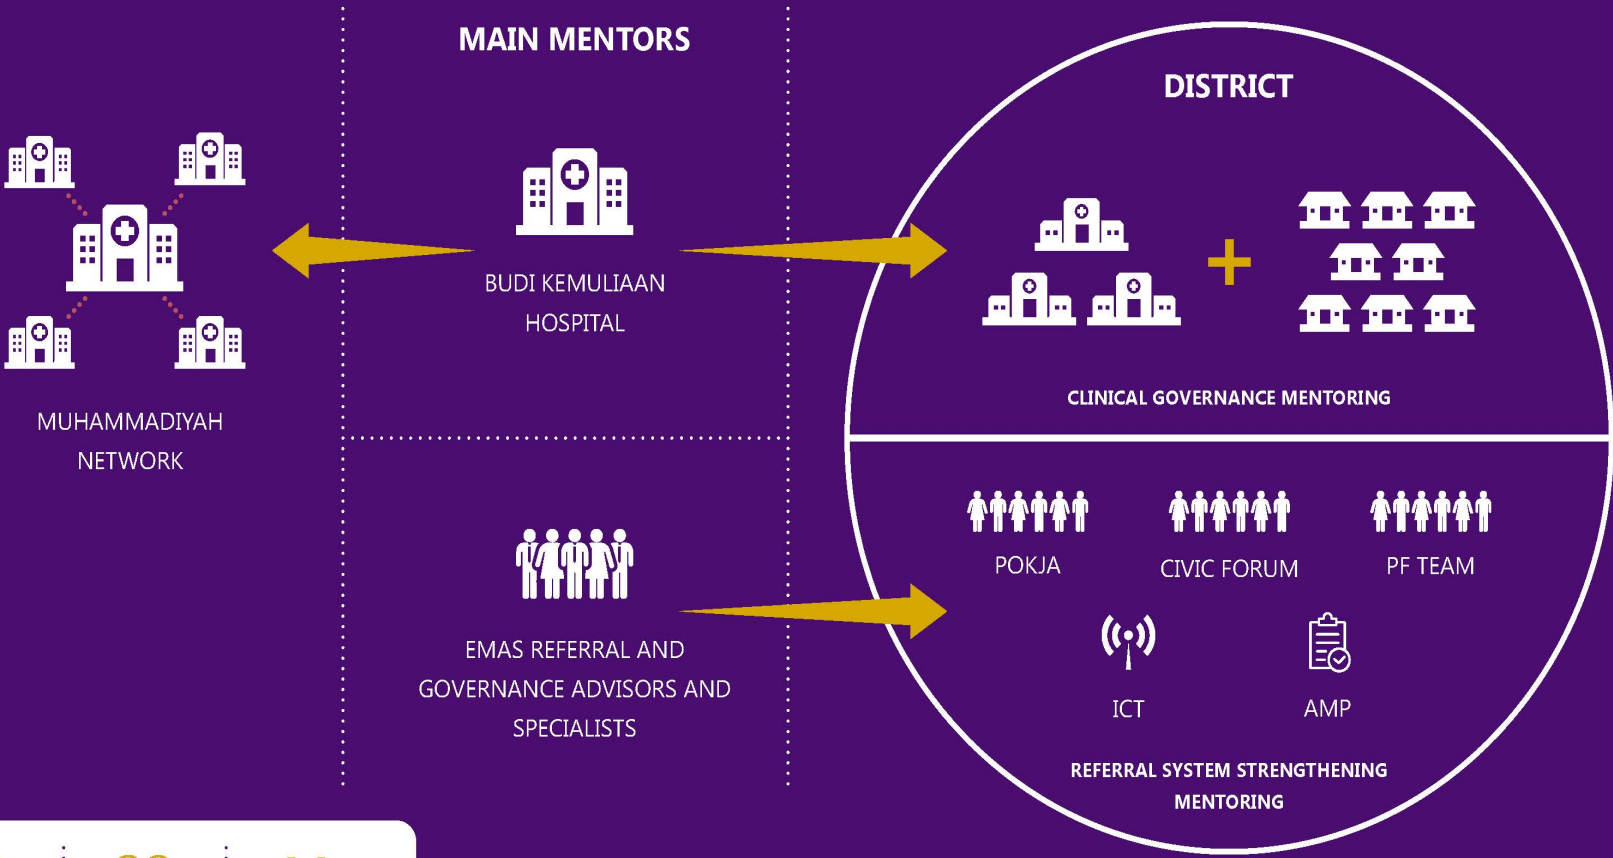 MAIN MENTORS
DISTRICT
BUDI KEMULIAAN
HOSPITAL
MUHAMMADIYAH
NETWORK
CLINICAL GOVERNANCE MENTORING
POKJA
CIVIC FORUM
PF TEAM
EMAS REFERRAL AND
GOVERNANCE ADVISORS AND
SPECIALISTS
ICT
AMP
REFERRAL SYSTEM STRENGTHENING
MENTORING